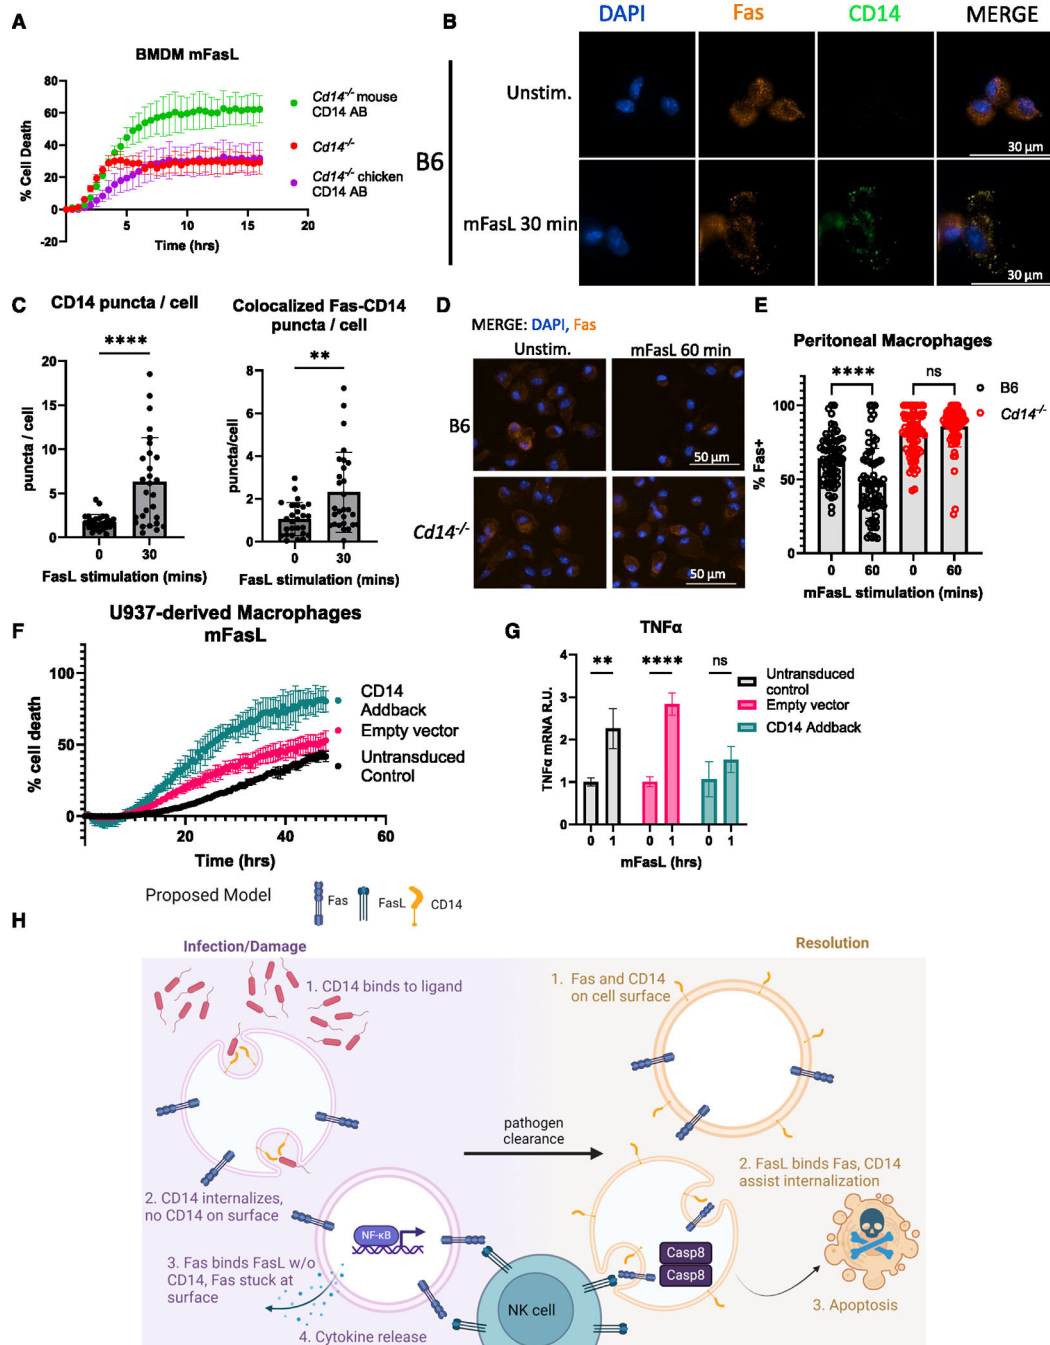 A
BMDM mFasL
% Cell Death
80
60
40
20
0
-20
5
10
15
20
Time (hrs)
Cd14-/- mouse
CD14 AB
Cd14-/-
Cd14-/- chicken
CD14 AB
B
DAPI
Fas
CD14
MERGE
B6
Unstim.
30 µm
mFasL 30 min
30 µm
C
CD14 puncta / cell
****
puncta / cell
20
15
10
5
0
0
30
FasL stimulation (mins)
Colocalized Fas-CD14
puncta / cell
**
puncta/cell
8
6
4
2
0
0
30
FasL stimulation (mins)
D
MERGE: DAPI, Fas
Unstim.
mFasL 60 min
B6
50 µm
Cd14-/-
50 µm
E
Peritoneal Macrophages
****
ns
B6
Cd14-/-
% Fas+
100
50
0
0
60
0
60
mFasL stimulation (mins)
F
U937-derived Macrophages
mFasL
% cell death
100
50
0
20
40
60
Time (hrs)
CD14
Addback
Empty vector
Untransduced
Control
G
TNFα
**
****
ns
TNFα mRNA R.U.
4
3
2
1
0
0
1
0
1
0
1
mFasL (hrs)
Untransduced
control
Empty vector
CD14 Addback
H
Proposed Model
Fas
FasL
CD14
Infection/Damage
1. CD14 binds to ligand
2. CD14 internalizes,
no CD14 on surface
3. Fas binds FasL w/o
CD14, Fas stuck at
surface
4. Cytokine release
NF-κB
pathogen
clearance
NK cell
Resolution
1. Fas and CD14
on cell surface
2. FasL binds Fas, CD14
assist internalization
Casp8
Casp8
3. Apoptosis